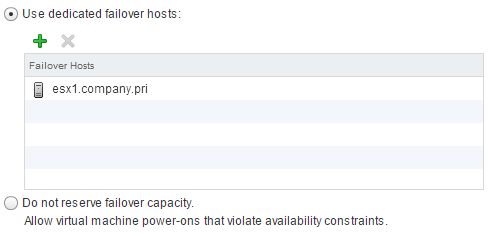 Use dedicated failover hosts:
Failover Hosts
esx1.company.pri
Do not reserve failover capacity.
Allow virtual machine power-ons that violate availability constraints.